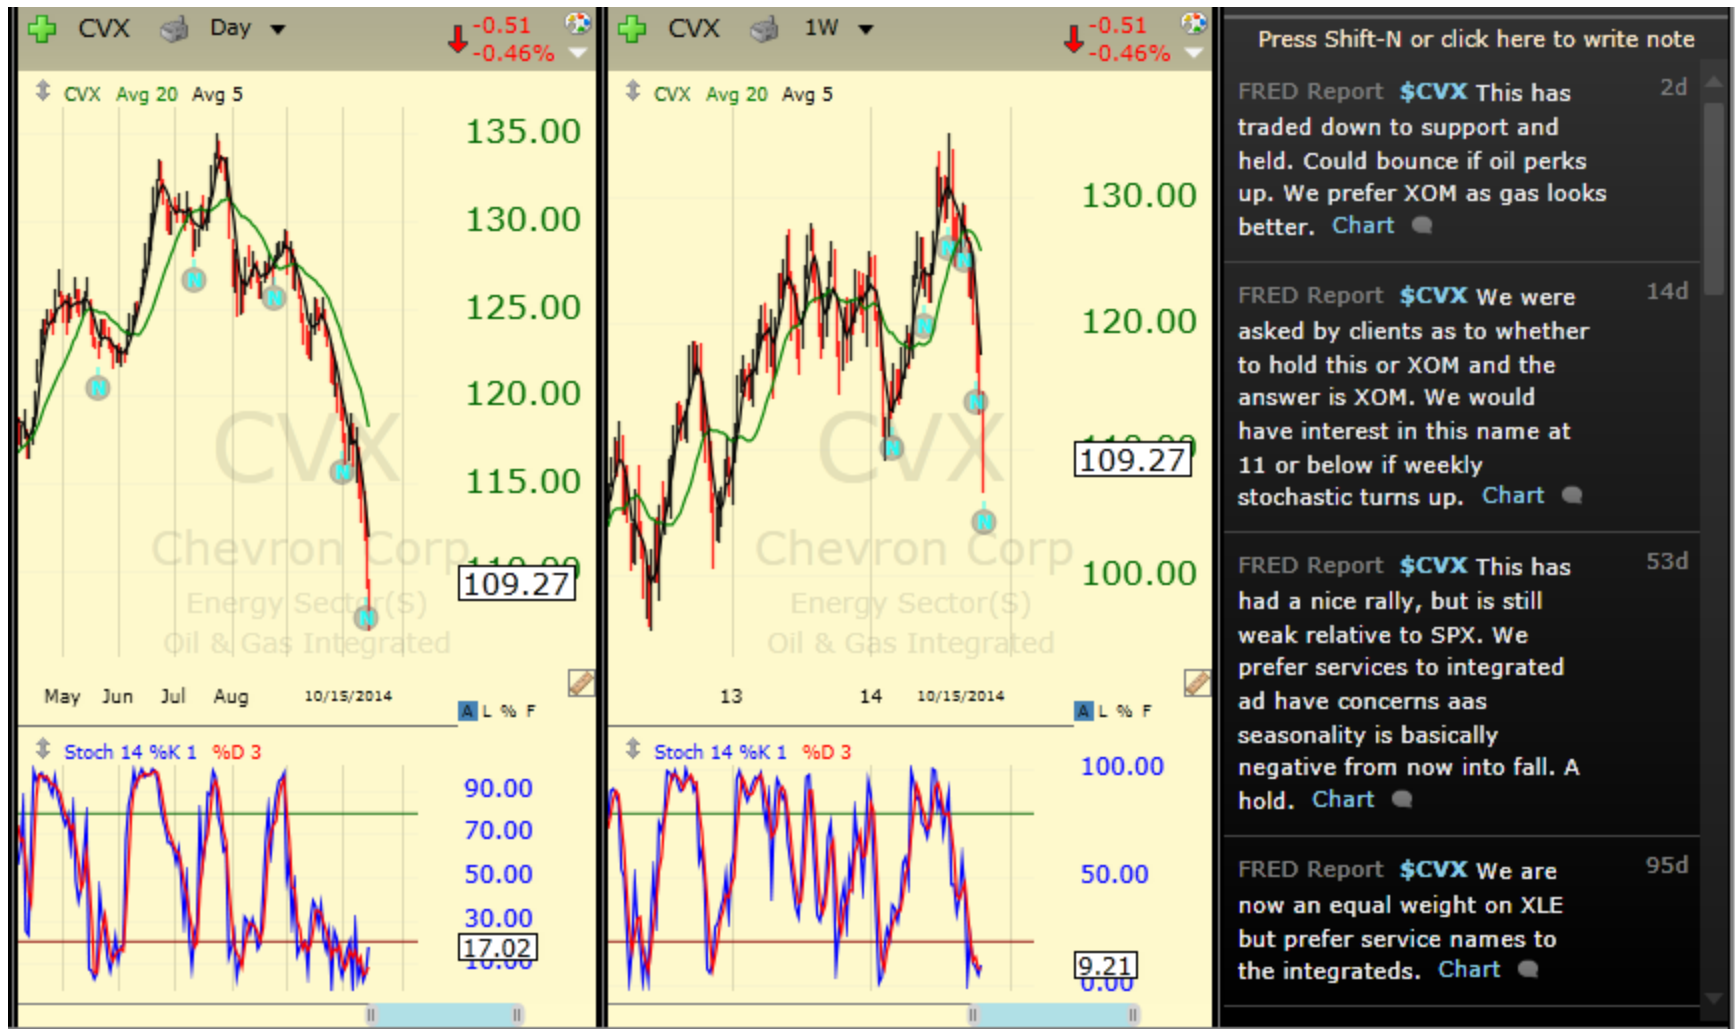 CVX Day -0.51
-0.46%
CVX Avg 20 Avg 5
135.00
130.00
125.00
120.00
115.00
110.00
109.27
N
N
N
N
N
CVX
Chevron Corp
Energy Sector(S)
Oil & Gas Integrated
May Jun Jul Aug 10/15/2014
A L % F
Stoch 14 %K 1 %D 3
90.00
70.00
50.00
30.00
17.02
10.00
CVX 1W -0.51
-0.46%
CVX Avg 20 Avg 5
130.00
120.00
110.00
109.27
100.00
N
N
N
N
N
N
CVX
Chevron Corp
Energy Sector(S)
Oil & Gas Integrated
13 14 10/15/2014
A L % F
Stoch 14 %K 1 %D 3
100.00
50.00
9.21
0.00
Press Shift-N or click here to write note
FRED Report $CVX This has 2d
traded down to support and
held. Could bounce if oil perks
up. We prefer XOM as gas looks
better. Chart
FRED Report $CVX We were 14d
asked by clients as to whether
to hold this or XOM and the
answer is XOM. We would
have interest in this name at
11 or below if weekly
stochastic turns up. Chart
FRED Report $CVX This has 53d
had a nice rally, but is still
weak relative to SPX. We
prefer services to integrated
ad have concerns aas
seasonality is basically
negative from now into fall. A
hold. Chart
FRED Report $CVX We are 95d
now an equal weight on XLE
but prefer service names to
the integrateds. Chart